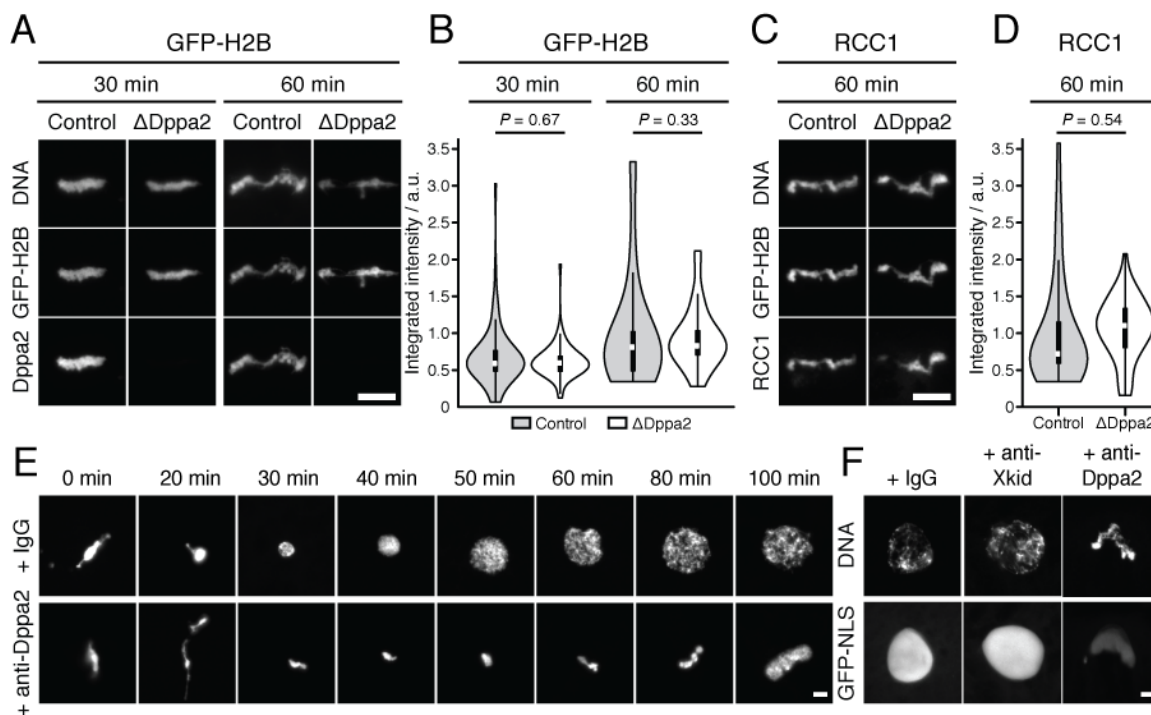 A
GFP-H2B
30 min
60 min
Control
ΔDppa2
Control
ΔDppa2
DNA
GFP-H2B
Dppa2
B
GFP-H2B
30 min
60 min
P = 0.67
P = 0.33
Integrated intensity / a.u.
3.5
3.0
2.5
2.0
1.5
1.0
0.5
0
Control
ΔDppa2
C
RCC1
60 min
Control
ΔDppa2
DNA
GFP-H2B
RCC1
D
RCC1
60 min
P = 0.54
Integrated intensity / a.u.
3.5
3.0
2.5
2.0
1.5
1.0
0.5
0
Control
ΔDppa2
E
0 min
20 min
30 min
40 min
50 min
60 min
80 min
100 min
+ IgG
+ anti-Dppa2
F
+ IgG
+ anti-
Xkid
+ anti-
Dppa2
DNA
GFP-NLS